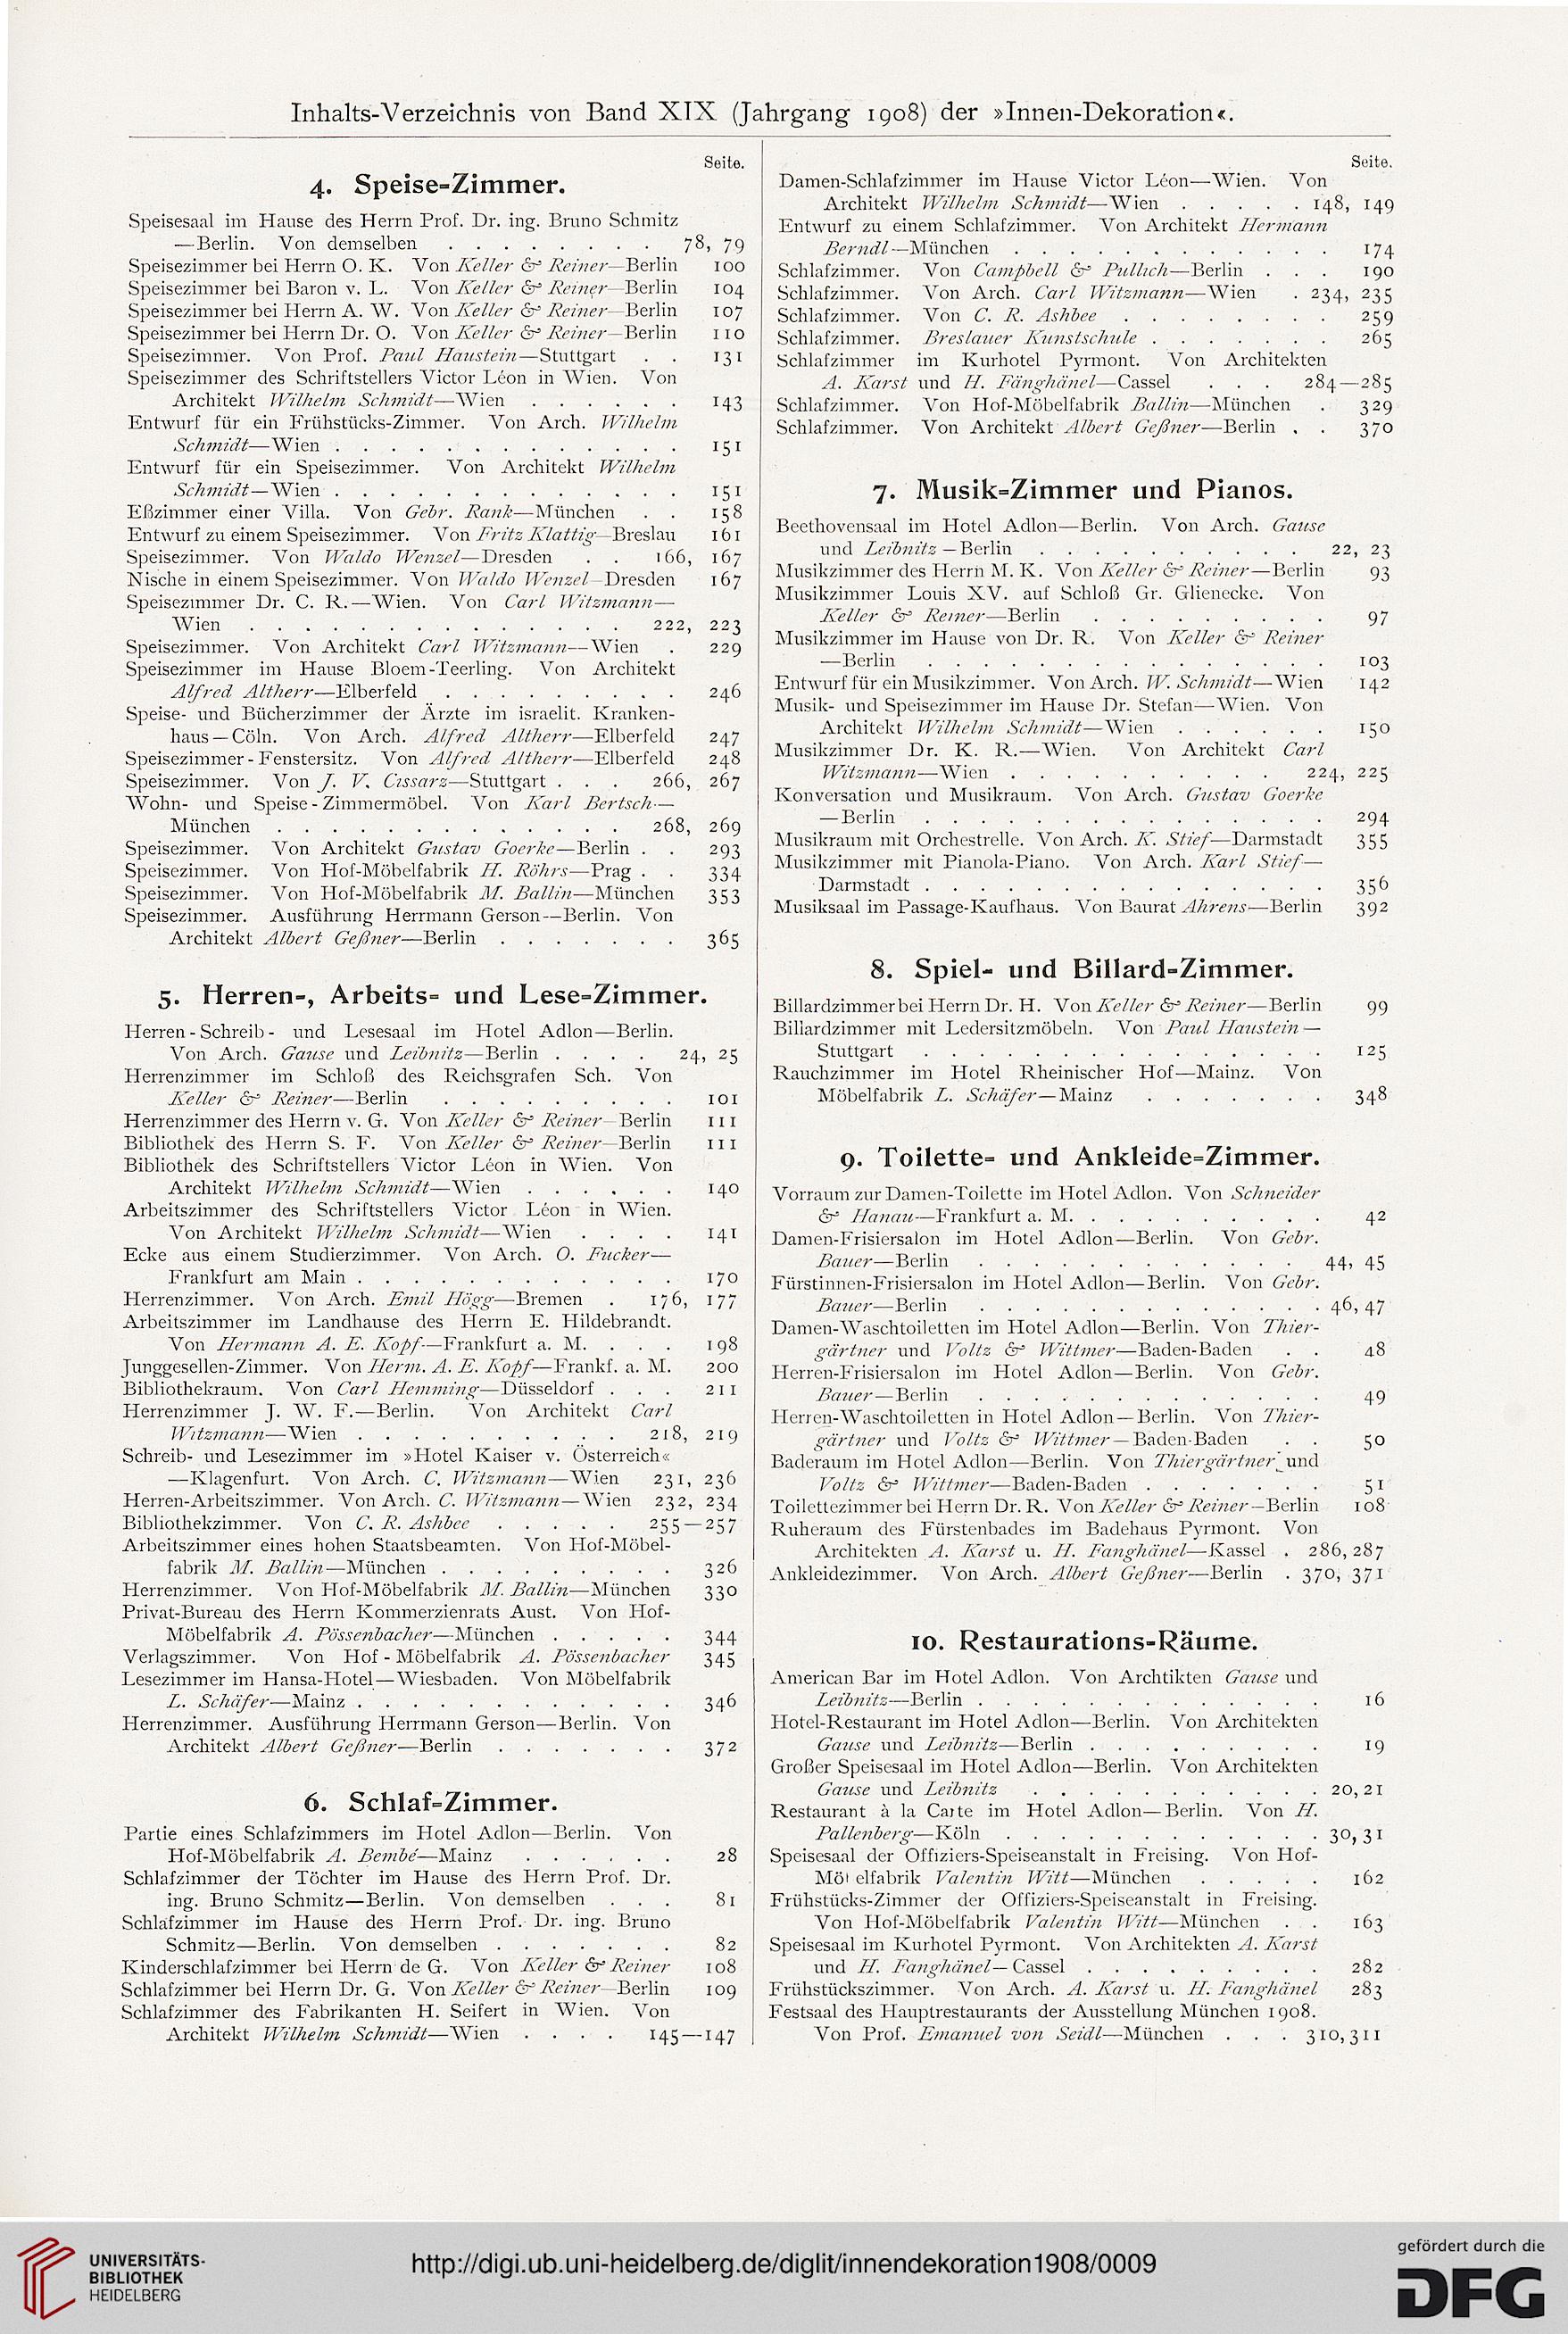 Inhalts-Verzeichnis von Band XIX (Jahrgang 1908) der »Innen-Dekoration«.
Seite.
4. Speise-Zimmer.
Speisesaal im Hause des Herrn Prof. Dr. ing. Bruno Schmitz
—Berlin. Von demselben . . . . . . . . 78, 79
Speisezimmer bei Herrn O. K. Von Keller & Reiner—Berlin 100
Speisezimmer bei Baron v. L. Von Keller & Reiner—Berlin 104
Speisezimmer bei Herrn A. W. Von Keller & Reiner—Berlin 107
Speisezimmer bei Herrn Dr. O. Von Keller & Reiner—Berlin 110
Speisezimmer. Von Prof. Paul Haustein—Stuttgart . . 131
Speisezimmer des Schriftstellers Victor Léon in Wien. Von
Architekt Wilhelm Schmidt—Wien . . . . . . 143
Entwurf für ein Frühstücks-Zimmer. Von Arch. Wilhelm
Schmidt—Wien . . . . . . . . . . . . . 151
Entwurf für ein Speisezimmer. Von Architekt Wilhelm
Schmidt—Wien . . . . . . . . . . . . . 151
Eßzimmer einer Villa. Von Gebr. Rank—München . . 158
Entwurf zu einem Speisezimmer. Von Fritz Klattig—Breslau 161
Speisezimmer. Von Waldo Wenzel—Dresden . . 166, 167
Nische in einem Speisezimmer. Von Waldo Wenzel—Dresden 167
Speisezimmer Dr. C. R.—Wien. Von Carl Witzmann—
Wien . . . . . . . . . . . . . . 222, 223
Speisezimmer. Von Architekt Carl Witzmann—Wien . 229
Speisezimmer im Hause Bloem-Teerling. Von Architekt
Alfred Altherr—Elberfeld . . . . . . . . . 246
Speise- und Bücherzimmer der Ärzte im israelit. Kranken-
haus—Cöln. Von Arch. Alfred Altherr—Elberfeld 247
Speisezimmer-Fenstersitz. Von Alfred Altherr—Elberfeld 248
Speisezimmer. Von J. V. Cissarz—Stuttgart . . . 266, 267
Wohn- und Speise-Zimmermöbel. Von Karl Bertsch—
München . . . . . . . . . . . . . 268, 269
Speisezimmer. Von Architekt Gustav Goerke—Berlin . . 293
Speisezimmer. Von Hof-Möbelfabrik H. Röhrs—Prag . . 334
Speisezimmer. Von Hof-Möbelfabrik M. Ballin—München 353
Speisezimmer. Ausführung Herrmann Gerson—Berlin. Von
Architekt Albert Geßner—Berlin . . . . . . . 365
5. Herren-, Arbeits- und Lese-Zimmer.
Herren-Schreib- und Lesesaal im Hotel Adlon—Berlin.
Von Arch. Gause und Leibnitz—Berlin . . . . 24, 25
Herrenzimmer im Schloß des Reichsgrafen Sch. Von
Keller & Reiner—Berlin . . . . . . . . . 101
Herrenzimmer des Herrn v. G. Von Keller & Reiner—Berlin 111
Bibliothek des Herrn S. F. Von Keller & Reiner—Berlin 111
Bibliothek des Schriftstellers Victor Léon in Wien. Von
Architekt Wilhelm Schmidt—Wien . . . . . . 140
Arbeitszimmer des Schriftstellers Victor Léon in Wien.
Von Architekt Wilhelm Schmidt—Wien . . . . 141
Ecke aus einem Studierzimmer. Von Arch. O. Fucker—
Frankfurt am Main . . . . . . . . . . . . 170
Herrenzimmer. Von Arch. Emil Högg—Bremen . 176, 177
Arbeitszimmer im Landhause des Herrn E. Hildebrandt.
Von Hermann A. E. Kopf—Frankfurt a. M. . . . 198
Junggesellen-Zimmer. Von Herm. A. E. Kopf—Frankf. a. M. 200
Bibliothekraum. Von Carl Hemming—Düsseldorf . . . 211
Herrenzimmer J. W. F.—Berlin. Von Architekt Carl
Witzmann—Wien . . . . . . . . . . 218, 219
Schreib- und Lesezimmer im »Hotel Kaiser v. Österreich«
—Klagenfurt. Von Arch. C. Witzmann—Wien 231, 236
Herren-Arbeitszimmer. Von Arch. C. Witzmann—Wien 232, 234
Bibliothekzimmer. Von C. R. Ashbee . . . . . 255—257
Arbeitszimmer eines hohen Staatsbeamten. Von Hof-Möbel-
fabrik M. Ballin—München . . . . . . . . . 326
Herrenzimmer. Von Hof-Möbelfabrik M. Ballin—München 330
Privat-Bureau des Herrn Kommerzienrats Aust. Von Hof-
Möbelfabrik A. Pössenbacher—München . . . . . 344
Verlagszimmer. Von Hof-Möbelfabrik A. Pössenbacher 345
Lesezimmer im Hansa-Hotel—Wiesbaden. Von Möbelfabrik
L. Schäfer—Mainz . . . . . . . . . . . . 346
Herrenzimmer. Ausführung Herrmann Gerson—Berlin. Von
Architekt Albert Geßner—Berlin . . . . . . . 372
6. Schlaf-Zimmer.
Partie eines Schlafzimmers im Hotel Adlon—Berlin. Von
Hof-Möbelfabrik A. Bembé—Mainz . . . . . . 28
Schlafzimmer der Töchter im Hause des Herrn Prof. Dr.
ing. Bruno Schmitz—Berlin. Von demselben . . . 81
Schlafzimmer im Hause des Herrn Prof. Dr. ing. Bruno
Schmitz—Berlin. Von demselben . . . . . . . 82
Kinderschlafzimmer bei Herrn de G. Von Keller & Reiner 108
Schlafzimmer bei Herrn Dr. G. Von Keller & Reiner—Berlin 109
Schlafzimmer des Fabrikanten H. Seifert in Wien. Von
Architekt Wilhelm Schmidt—Wien . . . . 145—147
Seite.
Damen-Schlafzimmer im Hause Victor Léon—Wien. Von
Architekt Wilhelm Schmidt—Wien . . . . . 148, 149
Entwurf zu einem Schlafzimmer. Von Architekt Hermann
Berndl—München . . . . . . . . . . . . 174
Schlafzimmer. Von Campbell & Pullich—Berlin . . . 190
Schlafzimmer. Von Arch. Carl Witzmann—Wien . 234, 235
Schlafzimmer. Von C. R. Ashbee . . . . . . . . 259
Schlafzimmer. Breslauer Kunstschule . . . . . . . 265
Schlafzimmer im Kurhotel Pyrmont. Von Architekten
A. Karst und H. Fänghänel—Cassel . . . 284—285
Schlafzimmer. Von Hof-Möbelfabrik Ballin—München . 329
Schlafzimmer. Von Architekt Albert Geßner—Berlin . . 370
7. Musik-Zimmer und Pianos.
Beethovensaal im Hotel Adlon—Berlin. Von Arch. Gause
und Leibnitz—Berlin . . . . . . . . . . 22, 23
Musikzimmer des Herrn M. K. Von Keller & Reiner—Berlin 93
Musikzimmer Louis XV. auf Schloß Gr. Glienecke. Von
Keller & Reiner—Berlin . . . . . . . . . 97
Musikzimmer im Hause von Dr. R. Von Keller & Reiner
—Berlin . . . . . . . . . . . . . . . 103
Entwurf für ein Musikzimmer. Von Arch. W. Schmidt—Wien 142
Musik- und Speisezimmer im Hause Dr. Stefan—Wien. Von
Architekt Wilhelm Schmidt—Wien . . . . . . 150
Musikzimmer Dr. K. R.—Wien. Von Architekt Carl
Witzmann—Wien . . . . . . . . . . 224, 225
Konversation und Musikraum. Von Arch. Gustav Goerke
—Berlin . . . . . . . . . . . . . . . 294
Musikraum mit Orchestrelle. Von Arch. K. Stief—Darmstadt 355
Musikzimmer mit Pianola-Piano. Von Arch. Karl Stief—
Darmstadt . . . . . . . . . . . . . . . 356
Musiksaal im Passage-Kaufhaus. Von Baurat Ahrens—Berlin 392
8. Spiel- und Billard-Zimmer.
Billardzimmer bei Herrn Dr. H. Von Keller & Reiner—Berlin 99
Billardzimmer mit Ledersitzmöbeln. Von Paul Haustein—
Stuttgart . . . . . . . . . . . . . . . 125
Rauchzimmer im Hotel Rheinischer Hof—Mainz. Von
Möbelfabrik L. Schäfer—Mainz . . . . . . . 348
9. Toilette- und Ankleide-Zimmer.
Vorraum zur Damen-Toilette im Hotel Adlon. Von Schneider
& Hanau—Frankfurt a. M. . . . . . . . . . 42
Damen-Frisiersalon im Hotel Adlon—Berlin. Von Gebr.
Bauer—Berlin . . . . . . . . . . . . 44, 45
Fürstinnen-Frisiersalon im Hotel Adlon—Berlin. Von Gebr.
Bauer—Berlin . . . . . . . . . . . . . 46, 47
Damen-Waschtoiletten im Hotel Adlon—Berlin. Von Thier-
gärtner und Voltz & Wittmer—Baden-Baden . . 48
Herren-Frisiersalon im Hotel Adlon—Berlin. Von Gebr.
Bauer—Berlin . . . . . . . . . . . . . 49
Herren-Waschtoiletten in Hotel Adlon—Berlin. Von Thier-
gärtner und Voltz & Wittmer—Baden-Baden . . 50
Baderaum im Hotel Adlon—Berlin. Von Thiergärtner und
Voltz & Wittmer—Baden-Baden . . . . . . . 51
Toilettezimmer bei Herrn Dr. R. Von Keller & Reiner—Berlin 108
Ruheraum des Fürstenbades im Badehaus Pyrmont. Von
Architekten A. Karst u. H. Fanghänel—Kassel . 286, 287
Ankleidezimmer. Von Arch. Albert Geßner—Berlin . 370, 371
10. Restaurations-Räume.
American Bar im Hotel Adlon. Von Archtikten Gause und
Leibnitz—Berlin . . . . . . . . . . . . . 16
Hotel-Restaurant im Hotel Adlon—Berlin. Von Architekten
Gause und Leibnitz—Berlin . . . . . . . . . 19
Großer Speisesaal im Hotel Adlon—Berlin. Von Architekten
Gause und Leibnitz . . . . . . . . . . . 20, 21
Restaurant à la Carte im Hotel Adlon—Berlin. Von H.
Pallenberg—Köln . . . . . . . . . . . . 30, 31
Speisesaal der Offiziers-Speiseanstalt in Freising. Von Hof-
Möbelfabrik Valentin Witt—München . . . . . 162
Frühstücks-Zimmer der Offiziers-Speiseanstalt in Freising.
Von Hof-Möbelfabrik Valentin Witt—München . . 163
Speisesaal im Kurhotel Pyrmont. Von Architekten A. Karst
und H. Fanghänel—Cassel . . . . . . . . . 282
Frühstückszimmer. Von Arch. A. Karst u. H. Fanghänel 283
Festsaal des Hauptrestaurants der Ausstellung München 1908.
Von Prof. Emanuel von Seidl—München . . . 310, 311
UNIVERSITÄTS-
BIBLIOTHEK
HEIDELBERG
http://digi.ub.uni-heidelberg.de/diglit/innendekoration1908/0009
gefördert durch die
DFG